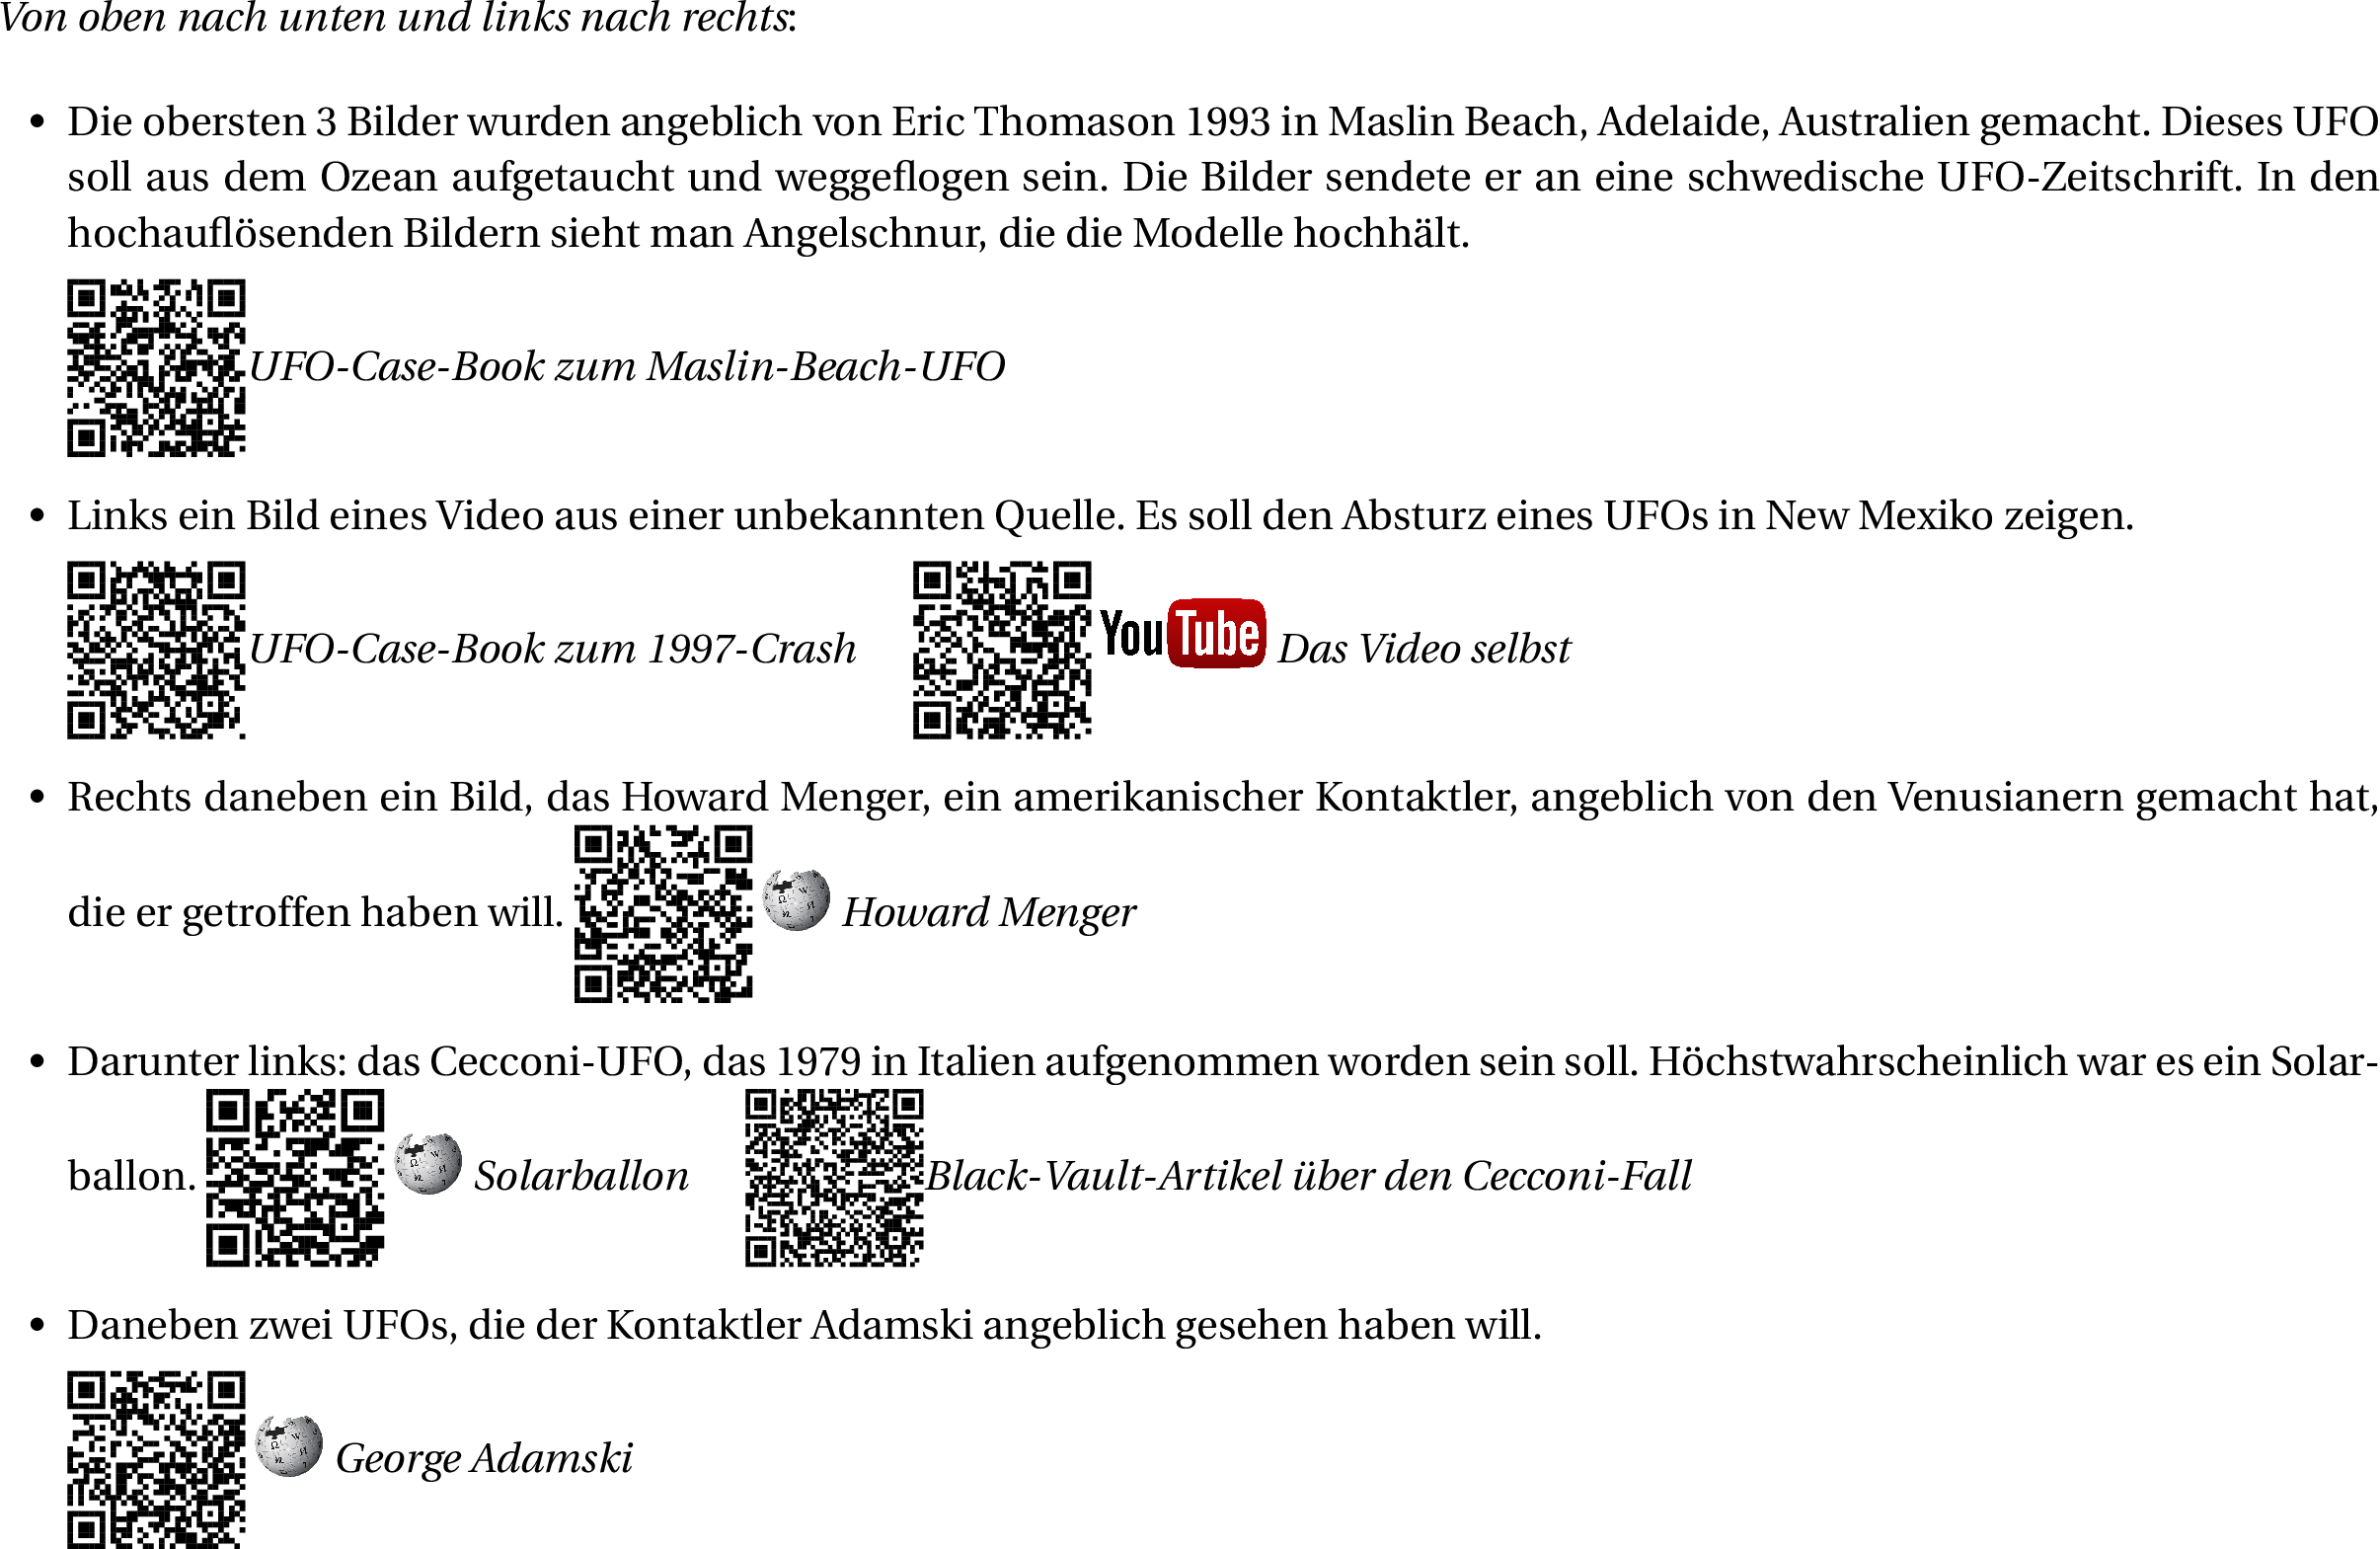 Von oben nach unten und links nach rechts:
• Die obersten 3 Bilder wurden angeblich von Eric Thomason 1993 in Maslin Beach, Adelaide, Australien gemacht. Dieses UFO
soll aus dem Ozean aufgetaucht und weggeflogen sein. Die Bilder sendete er an eine schwedische UFO-Zeitschrift. In den
hochauflösenden Bildern sieht man Angelschnur, die die Modelle hochhält.
UFO-Case-Book zum Maslin-Beach-UFO
• Links ein Bild eines Video aus einer unbekannten Quelle. Es soll den Absturz eines UFOs in New Mexiko zeigen.
UFO-Case-Book zum 1997-Crash YouTube Das Video selbst
• Rechts daneben ein Bild, das Howard Menger, ein amerikanischer Kontaktler, angeblich von den Venusianern gemacht hat,
die er getroffen haben will. Howard Menger
• Darunter links: das Cecconi-UFO, das 1979 in Italien aufgenommen worden sein soll. Höchstwahrscheinlich war es ein Solar-
ballon. Solarballon Black-Vault-Artikel über den Cecconi-Fall
• Daneben zwei UFOs, die der Kontaktler Adamski angeblich gesehen haben will.
George Adamski